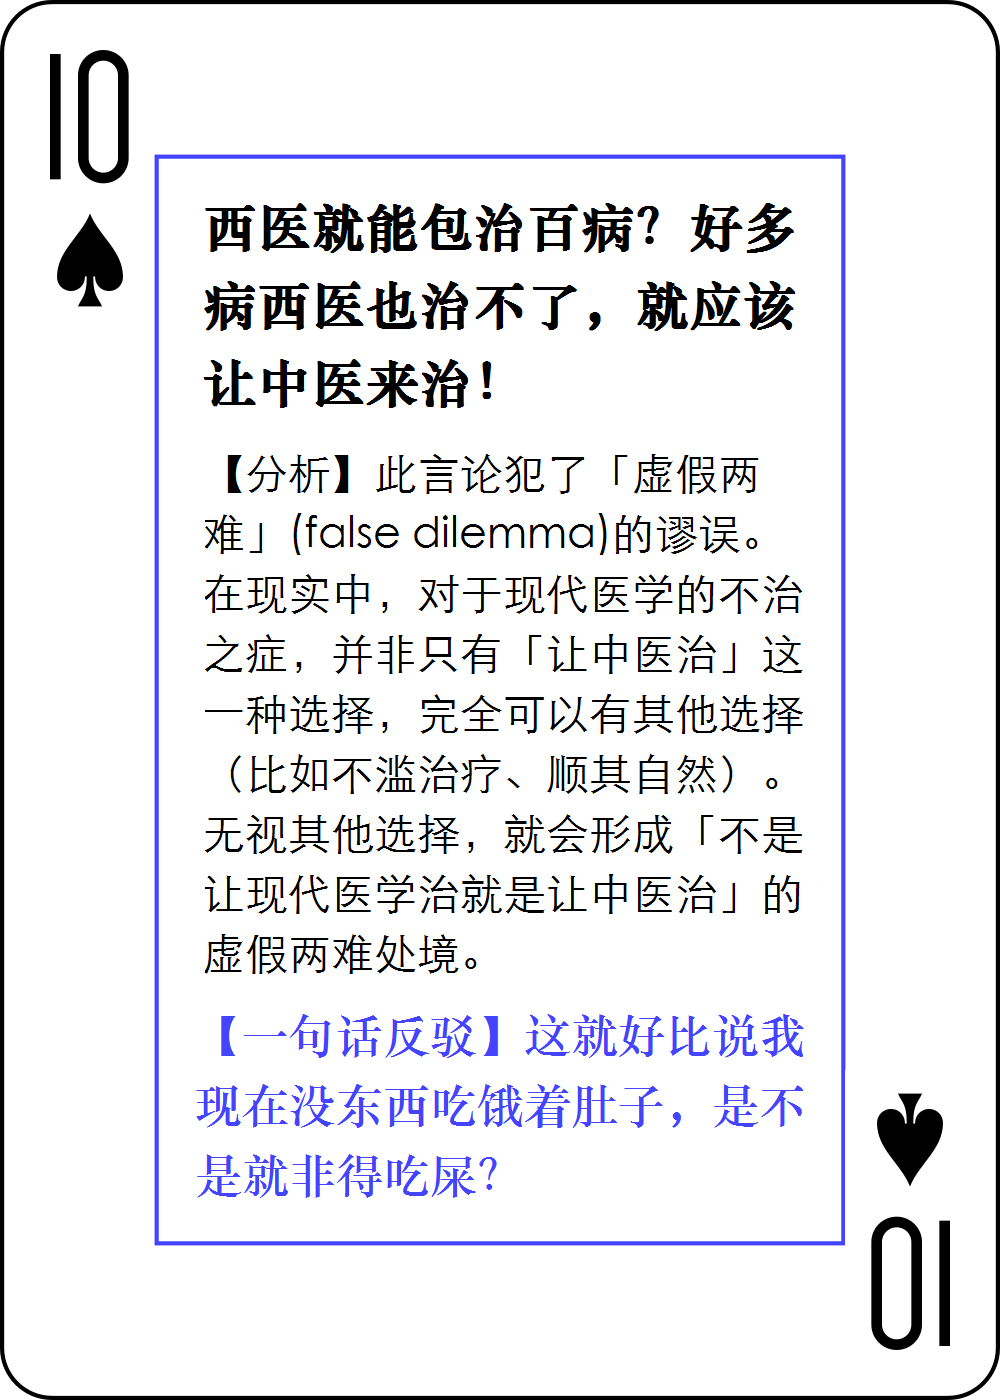 10
西医就能包治百病？好多
病西医也治不了，就应该
让中医来治！
【分析】此言论犯了「虚假两
难」(false dilemma)的谬误。
在现实中，对于现代医学的不治
之症，并非只有「让中医治」这
一种选择，完全可以有其他选择
（比如不滥治疗、顺其自然）。
无视其他选择，就会形成「不是
让现代医学治就是让中医治」的
虚假两难处境。
【一句话反驳】这就好比说我
现在没东西吃饿着肚子，是不
是就非得吃屎？
10